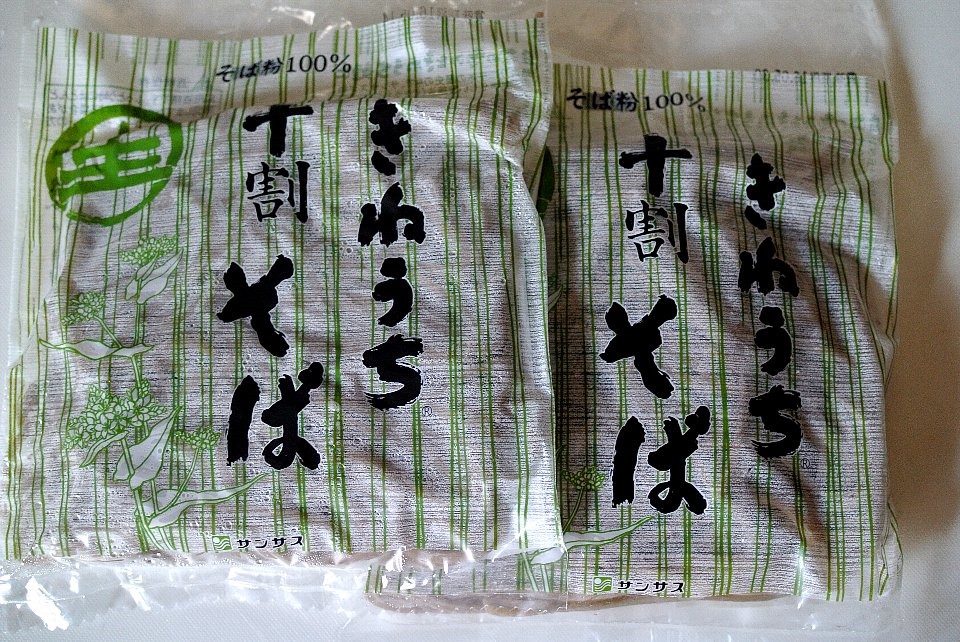 そば粉100%
生
きねうち®
十割そば
サンサス
そば粉100%
きねうち®
十割そば
サンサス